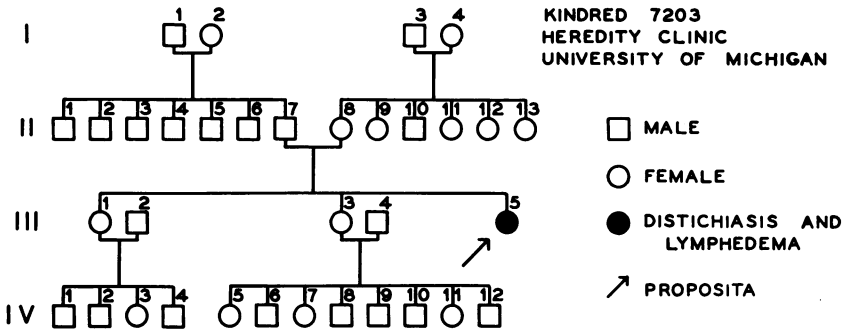 KINDRED 7203
HEREDITY CLINIC
UNIVERSITY OF MICHIGAN
I 1 2 3 4
II 1 2 3 4 5 6 7 8 9 10 11 12 13
III 1 2 3 4 5
IV 1 2 3 4 5 6 7 8 9 10 11 12
MALE
FEMALE
DISTICHIASIS AND
LYMPHEDEMA
PROPOSITA